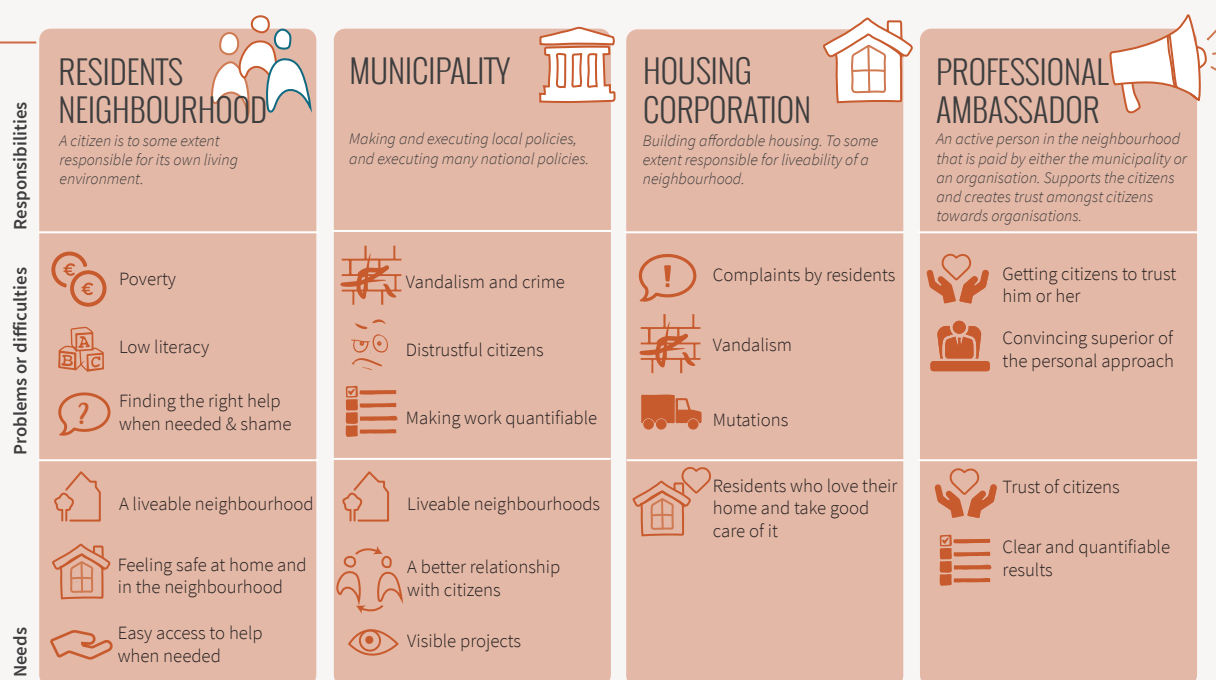 Responsibilities
RESIDENTS
NEIGHBOURHOOD
A citizen is to some extent
responsible for its own living
environment.
MUNICIPALITY
Making and executing local policies,
and executing many national policies.
HOUSING
CORPORATION
Building affordable housing. To some
extent responsible for liveability of a
neighbourhood.
PROFESSIONAL
AMBASSADOR
An active person in the neighbourhood
that is paid by either the municipality or
an organisation. Supports the citizens
and creates trust amongst citizens
towards organisations.
Problems or difficulties
€
€
Poverty
A
B
C
Low literacy
?
Finding the right help
when needed & shame
Vandalism and crime
Distrustful citizens
Making work quantifiable
!
Complaints by residents
Vandalism
Mutations
Getting citizens to trust
him or her
Convincing superior of
the personal approach
Needs
A liveable neighbourhood
Feeling safe at home and
in the neighbourhood
Easy access to help
when needed
Liveable neighbourhoods
A better relationship
with citizens
Visible projects
Residents who love their
home and take good
care of it
Trust of citizens
Clear and quantifiable
results